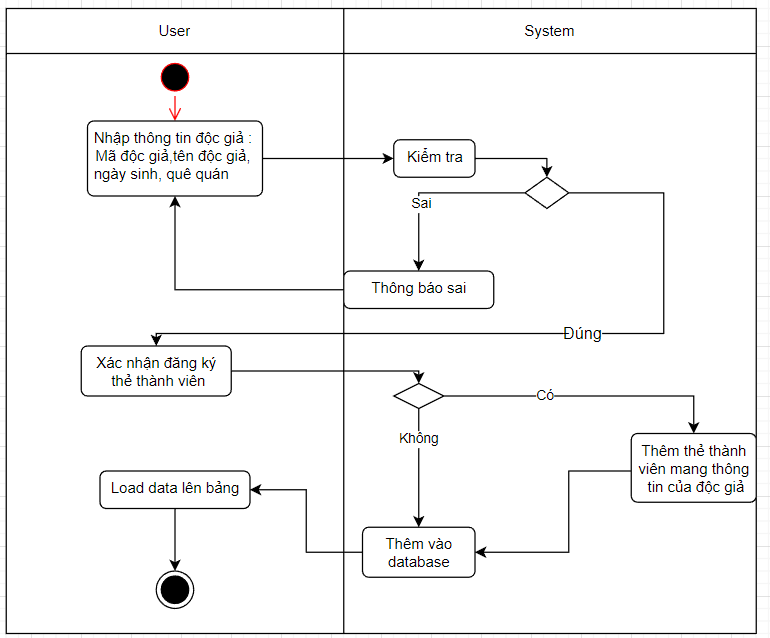 User
System
Nhập thông tin độc giả :
Mã độc giả,tên độc giả,
ngày sinh, quê quán
Kiểm tra
Sai
Thông báo sai
Đúng
Xác nhận đăng ký
thẻ thành viên
Có
Không
Thêm thẻ thành
viên mang thông
tin của độc giả
Load data lên bảng
Thêm vào
database